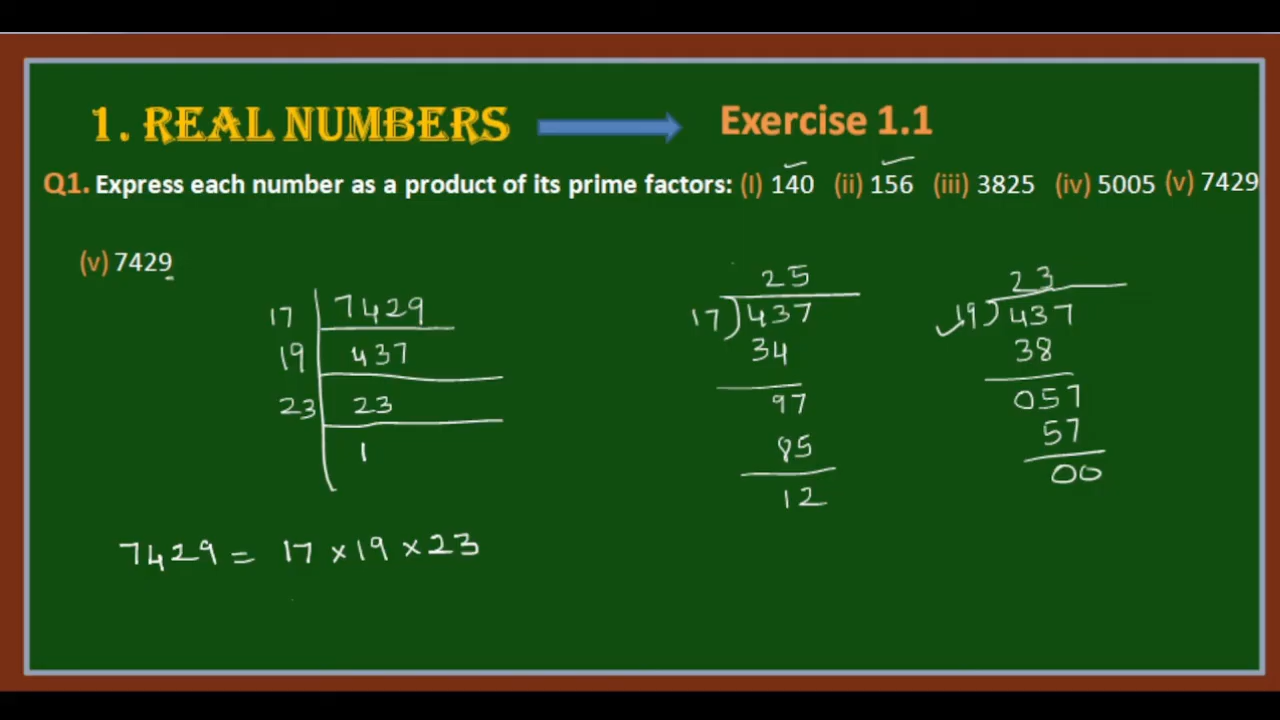 1. REAL NUMBERS Exercise 1.1
Q1. Express each number as a product of its prime factors: (I) 140 (ii) 156 (iii) 3825 (iv) 5005 (v) 7429
(v) 7429
17 7429
19 437
23 23
1
7429 = 17 × 19 × 23
25
17 ) 437
34
97
85
12
23
19 ) 437
38
057
57
00